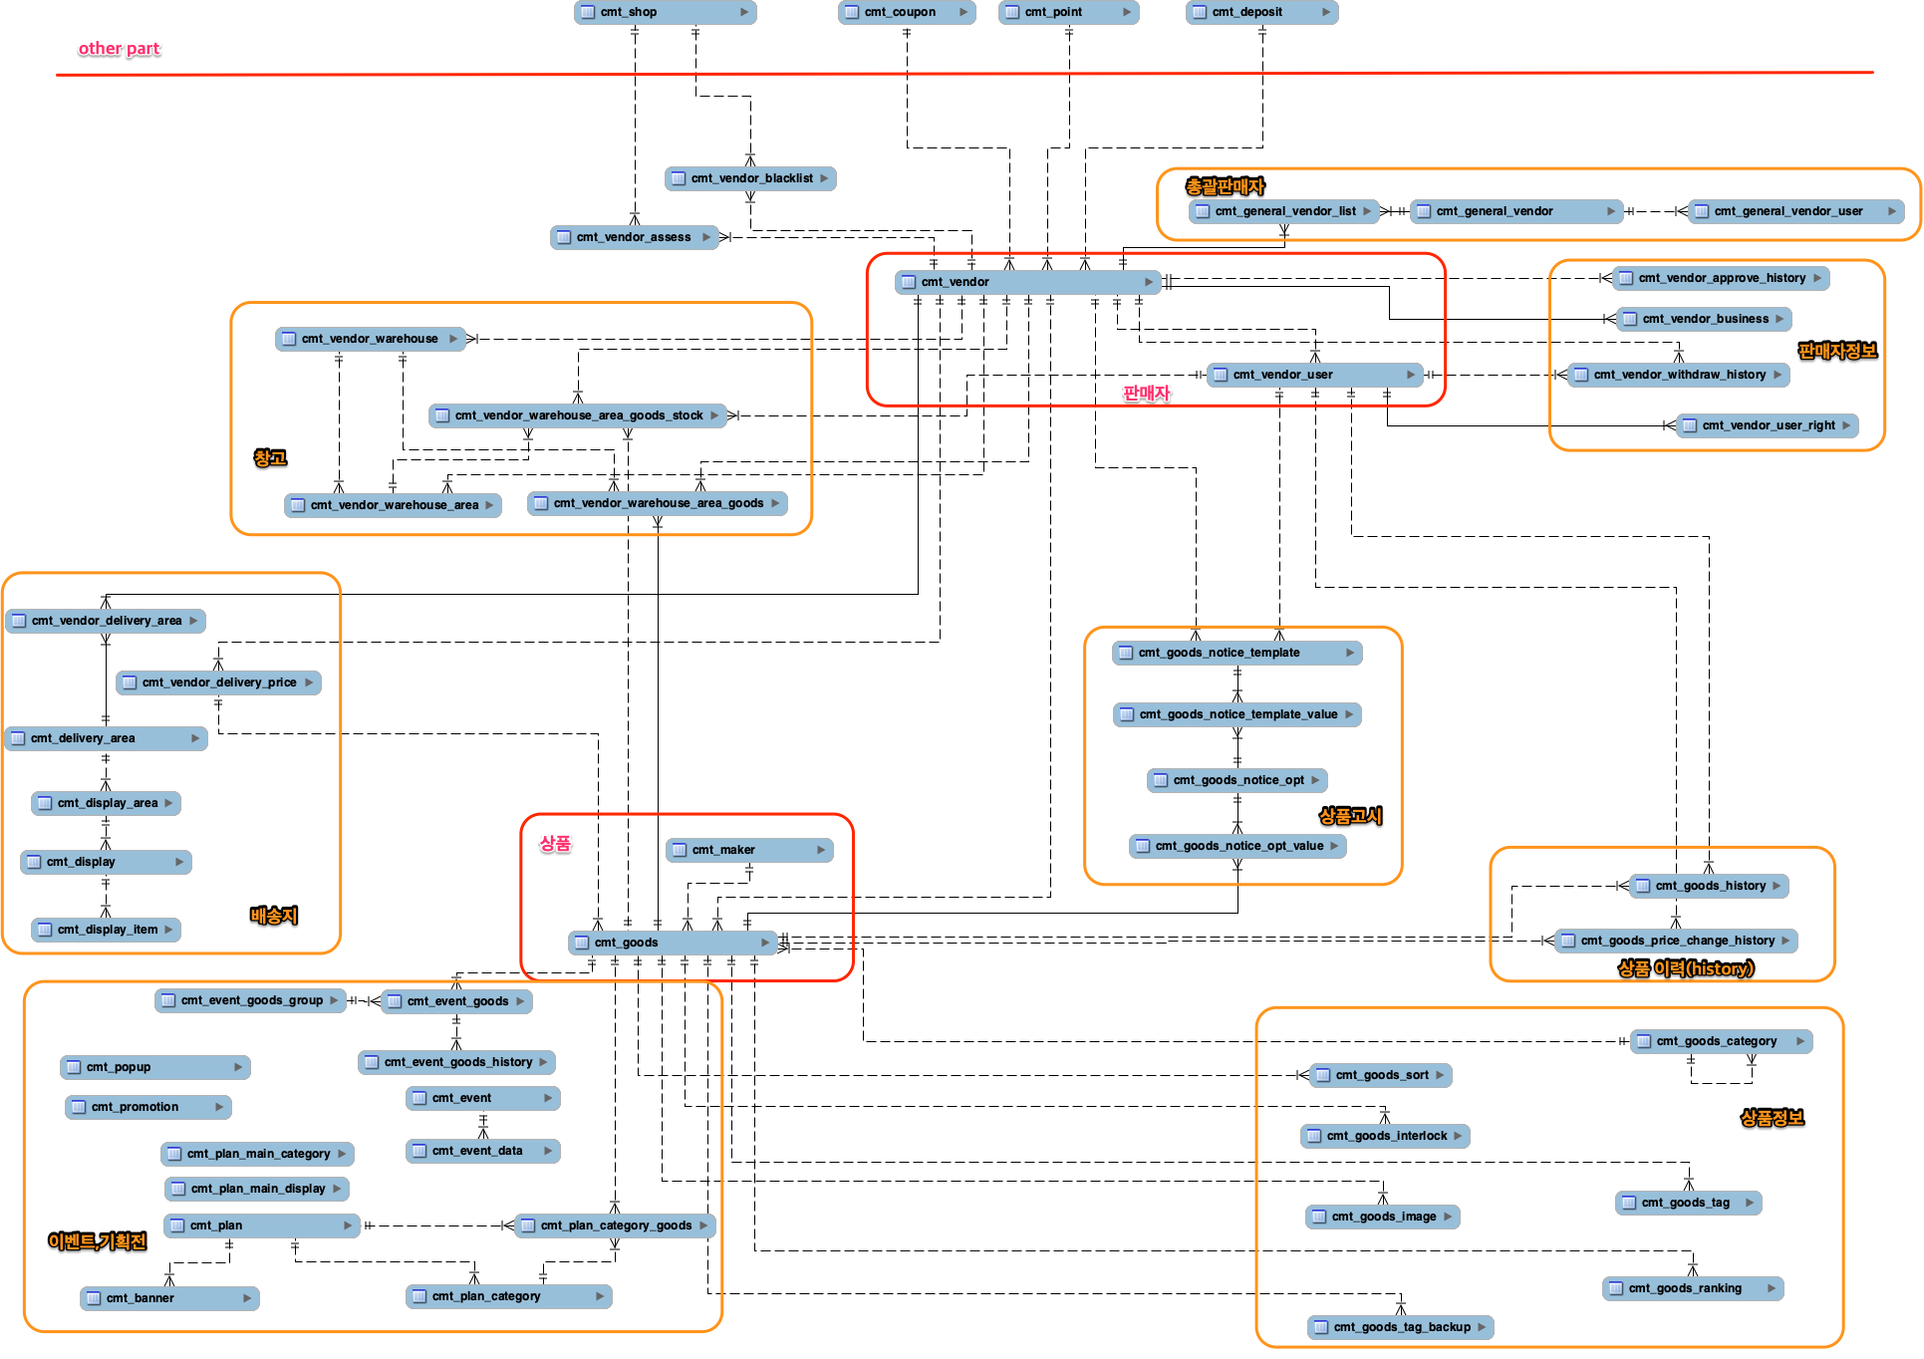 cmt_shop
cmt_coupon
cmt_point
cmt_deposit
other part
cmt_vendor_blacklist
총괄판매자
cmt_general_vendor_list
cmt_general_vendor
cmt_general_vendor_user
cmt_vendor_assess
cmt_vendor
cmt_vendor_approve_history
cmt_vendor_business
cmt_vendor_warehouse
판매자정보
cmt_vendor_user
cmt_vendor_withdraw_history
판매자
cmt_vendor_warehouse_area_goods_stock
cmt_vendor_user_right
창고
cmt_vendor_warehouse_area
cmt_vendor_warehouse_area_goods
cmt_vendor_delivery_area
cmt_goods_notice_template
cmt_vendor_delivery_price
cmt_goods_notice_template_value
cmt_delivery_area
cmt_goods_notice_opt
cmt_display_area
상품고시
상품
cmt_maker
cmt_goods_notice_opt_value
cmt_display
cmt_goods_history
배송지
cmt_display_item
cmt_goods
cmt_goods_price_change_history
상품 이력(history)
cmt_event_goods_group
cmt_event_goods
cmt_goods_category
cmt_event_goods_history
cmt_popup
cmt_goods_sort
cmt_event
cmt_promotion
상품정보
cmt_goods_interlock
cmt_event_data
cmt_plan_main_category
cmt_plan_main_display
cmt_goods_tag
cmt_goods_image
cmt_plan
cmt_plan_category_goods
이벤트,기획전
cmt_goods_ranking
cmt_banner
cmt_plan_category
cmt_goods_tag_backup